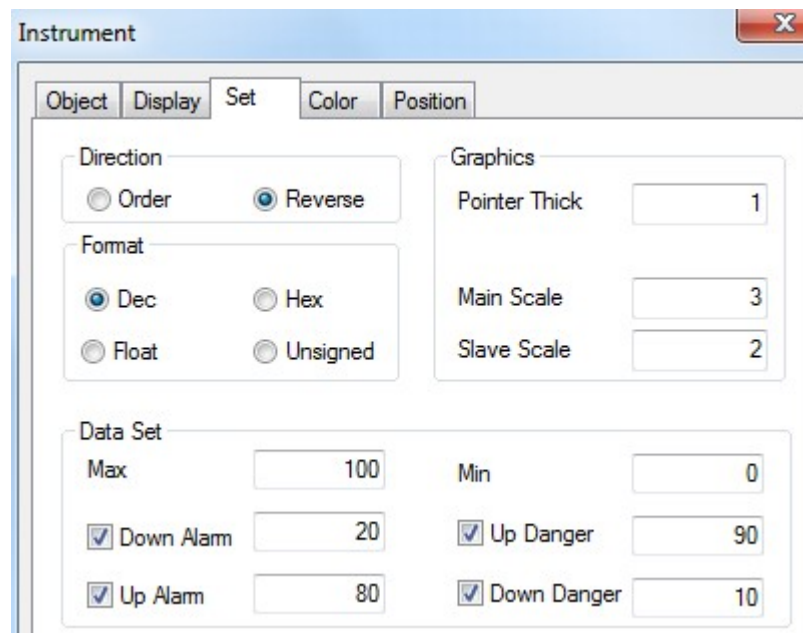 Instrument
Object Display Set Color Position
Direction
Order Reverse
Format
Dec Hex
Float Unsigned
Graphics
Pointer Thick 1
Main Scale 3
Slave Scale 2
Data Set
Max 100 Min 0
Down Alarm 20 Up Danger 90
Up Alarm 80 Down Danger 10